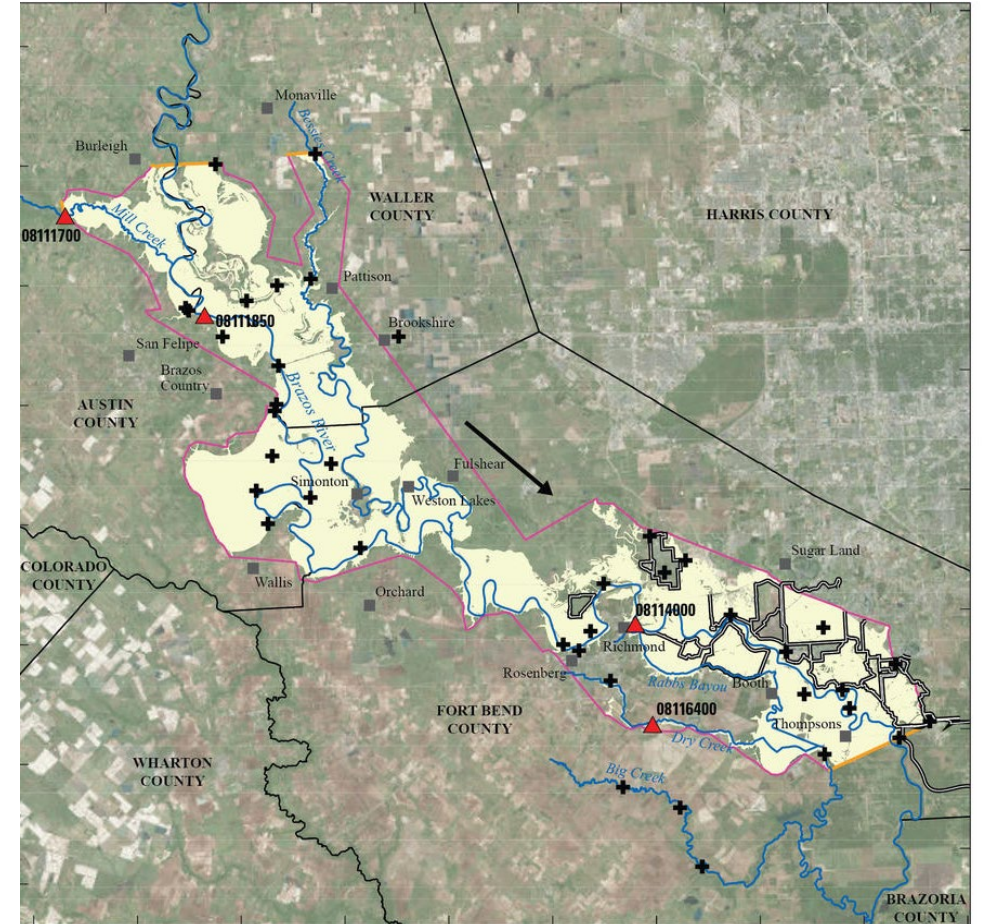 Monaville
Bessies Creek
Burleigh
WALLER
COUNTY
HARRIS COUNTY
Mill Creek
08111700
Pattison
08111850
Brookshire
San Felipe
Brazos
Country
Brazos River
AUSTIN
COUNTY
Fulshear
Simonton
Weston Lakes
COLORADO
COUNTY
Wallis
Sugar Land
Orchard
08114000
Richmond
Rosenberg
Rabbs Bayou
Booth
FORT BEND
COUNTY
08116400
Thompsons
Dry Creek
WHARTON
COUNTY
Big Creek
BRAZORIA
COUNTY